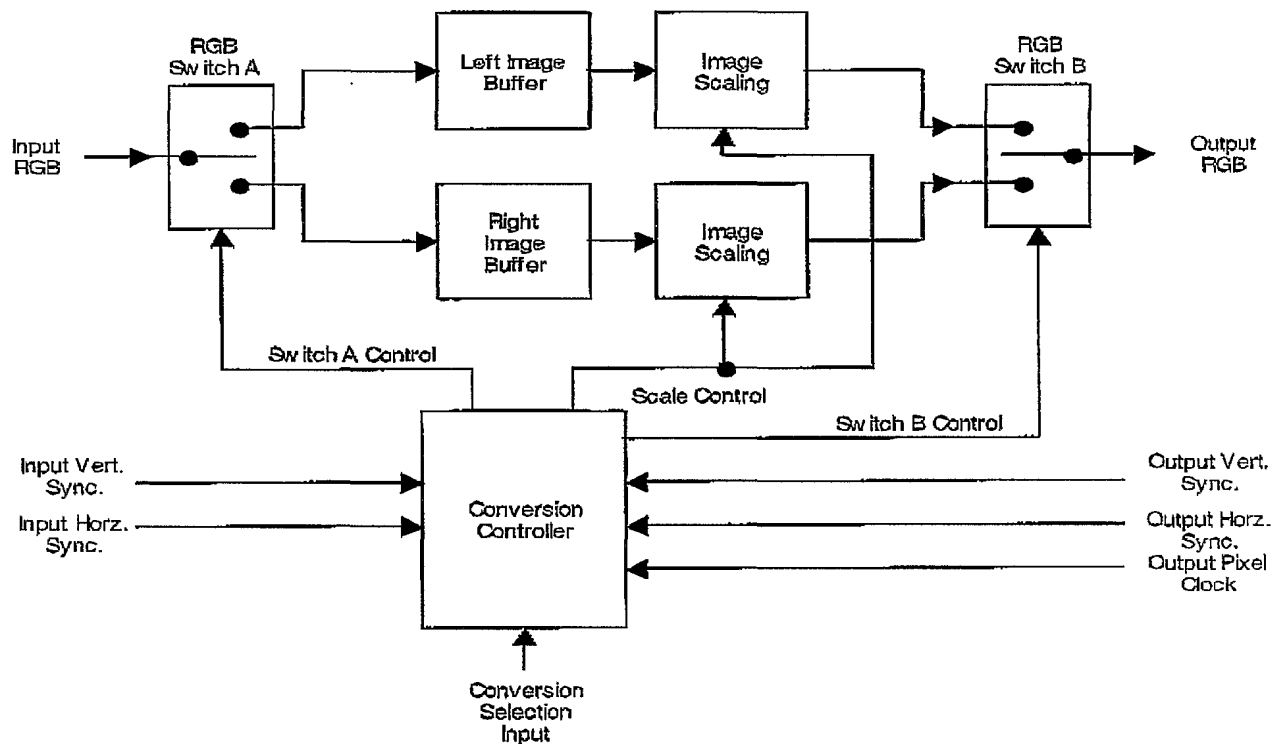 RGB
Switch A
Left Image
Buffer
Image
Scaling
RGB
Switch B
Input
RGB
Output
RGB
Right
Image
Buffer
Image
Scaling
Switch A Control
Scale Control
Switch B Control
Input Vert.
Sync.
Input Horz.
Sync.
Conversion
Controller
Output Vert.
Sync.
Output Horz.
Sync.
Output Pixel
Clock
Conversion
Selection
Input